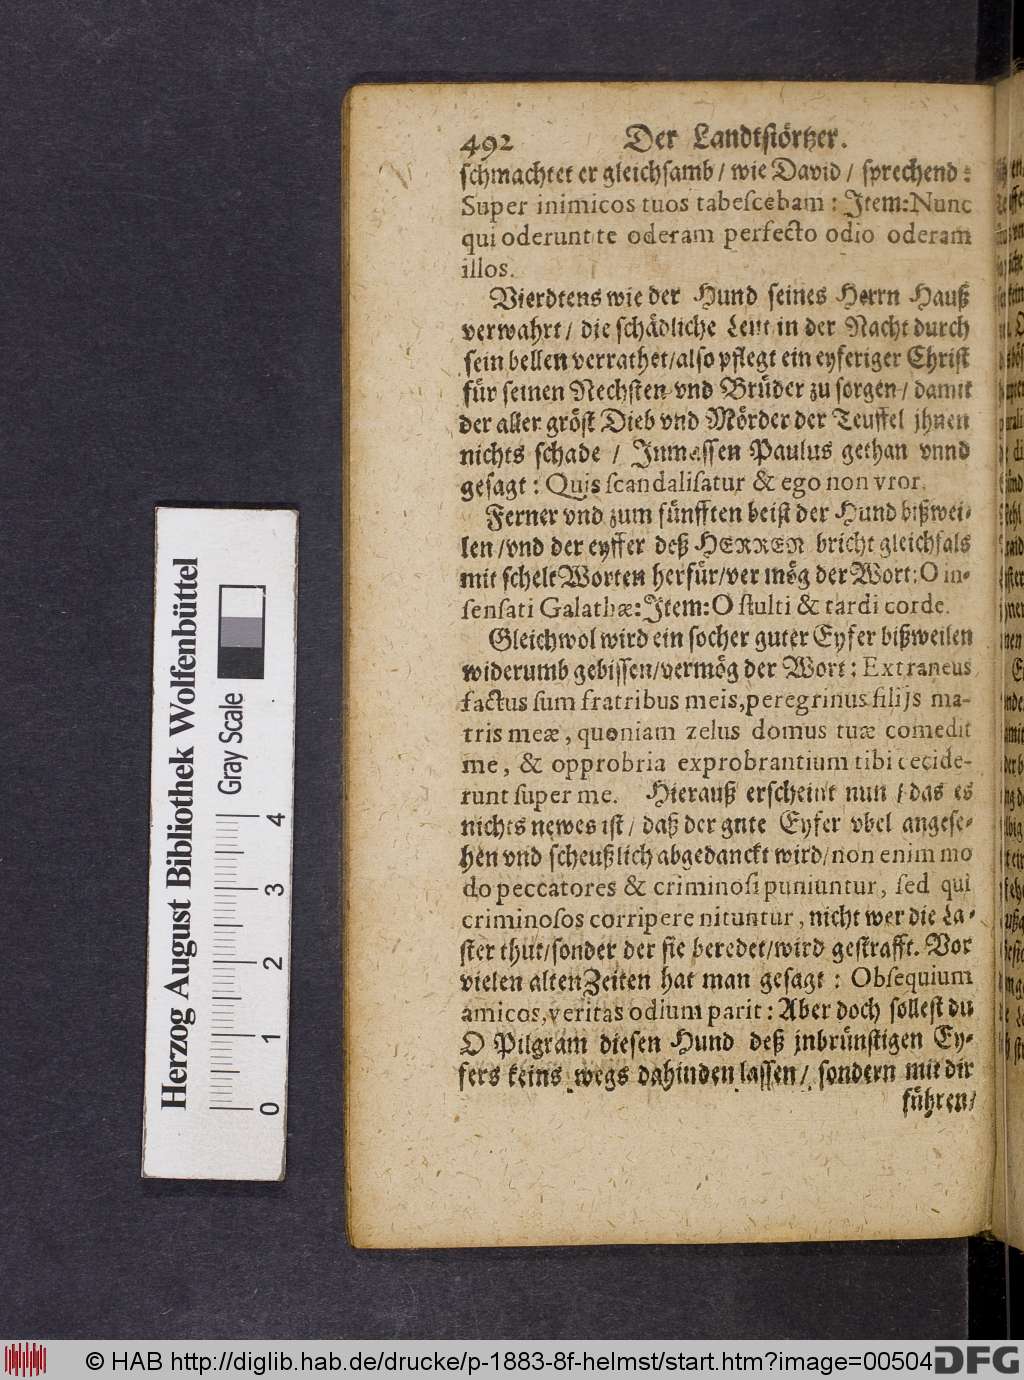 492 Der Landtstörtzer.
schmachtet er gleichsamb / wie David / sprechend:
Super inimicos tuos tabeſcebam: Jtem: Nunc
qui oderunt te oderam perfecto odio oderam
illos.
Vierdtens wie der Hund seines Herrn Hauß
verwahrt / die schådliche Leut in der Nacht durch
sein bellen verrathet/also pflegt ein eyferiger Christ
für seinen Nechsten vnd Brůder zu sorgen / damit
der aller gröst Dieb vnd Mörder der Teuffel jhnen
nichts schade / Jnmassen Paulus gethan vnnd
gesagt: Quis ſcandaliſatur & ego non vror.
Ferner vnd zum fünfften beist der Hund bißwei-
len /vnd der eyffer deß HERREN bricht gleichfals
mit schelt Worten herfür/vermög der Wort: O in-
ſenſati Galathæ: Jtem: O ſtulti & tardi corde.
Gleichwol wird ein socher guter Eyfer bißweilen
widerumb gebissen/vermög der Wort: Extraneus
factus ſum fratribus meis, peregrinus filijs ma-
tris meæ, quoniam zelus domus tuæ comedit
me, & opprobria exprobrantium tibi cecide-
runt ſuper me. Hierauß erscheint nun / das es
nichts newes ist / daß der gute Eyfer vbel angese-
hen vnd scheußlich abgedanckt wird/ non enim mo
do peccatores & criminoſi puniuntur, ſed qui
criminoſos corripere nituntur, nicht wer die La-
ster thut/sonder der sie beredet/wird gestrafft. Vor
vielen alten Zeiten hat man gesagt: Obſequium
amicos, veritas odium parit: Aber doch sollest du
O Pilgram diesen Hund deß jnbrünstigen Ey-
fers keins wegs dahinden lassen / sondern mit dir
führen/
Herzog August Bibliothek Wolfenbüttel
Gray Scale
0 1 2 3 4
© HAB http://diglib.hab.de/drucke/p-1883-8f-helmst/start.htm?image=00504
DFG